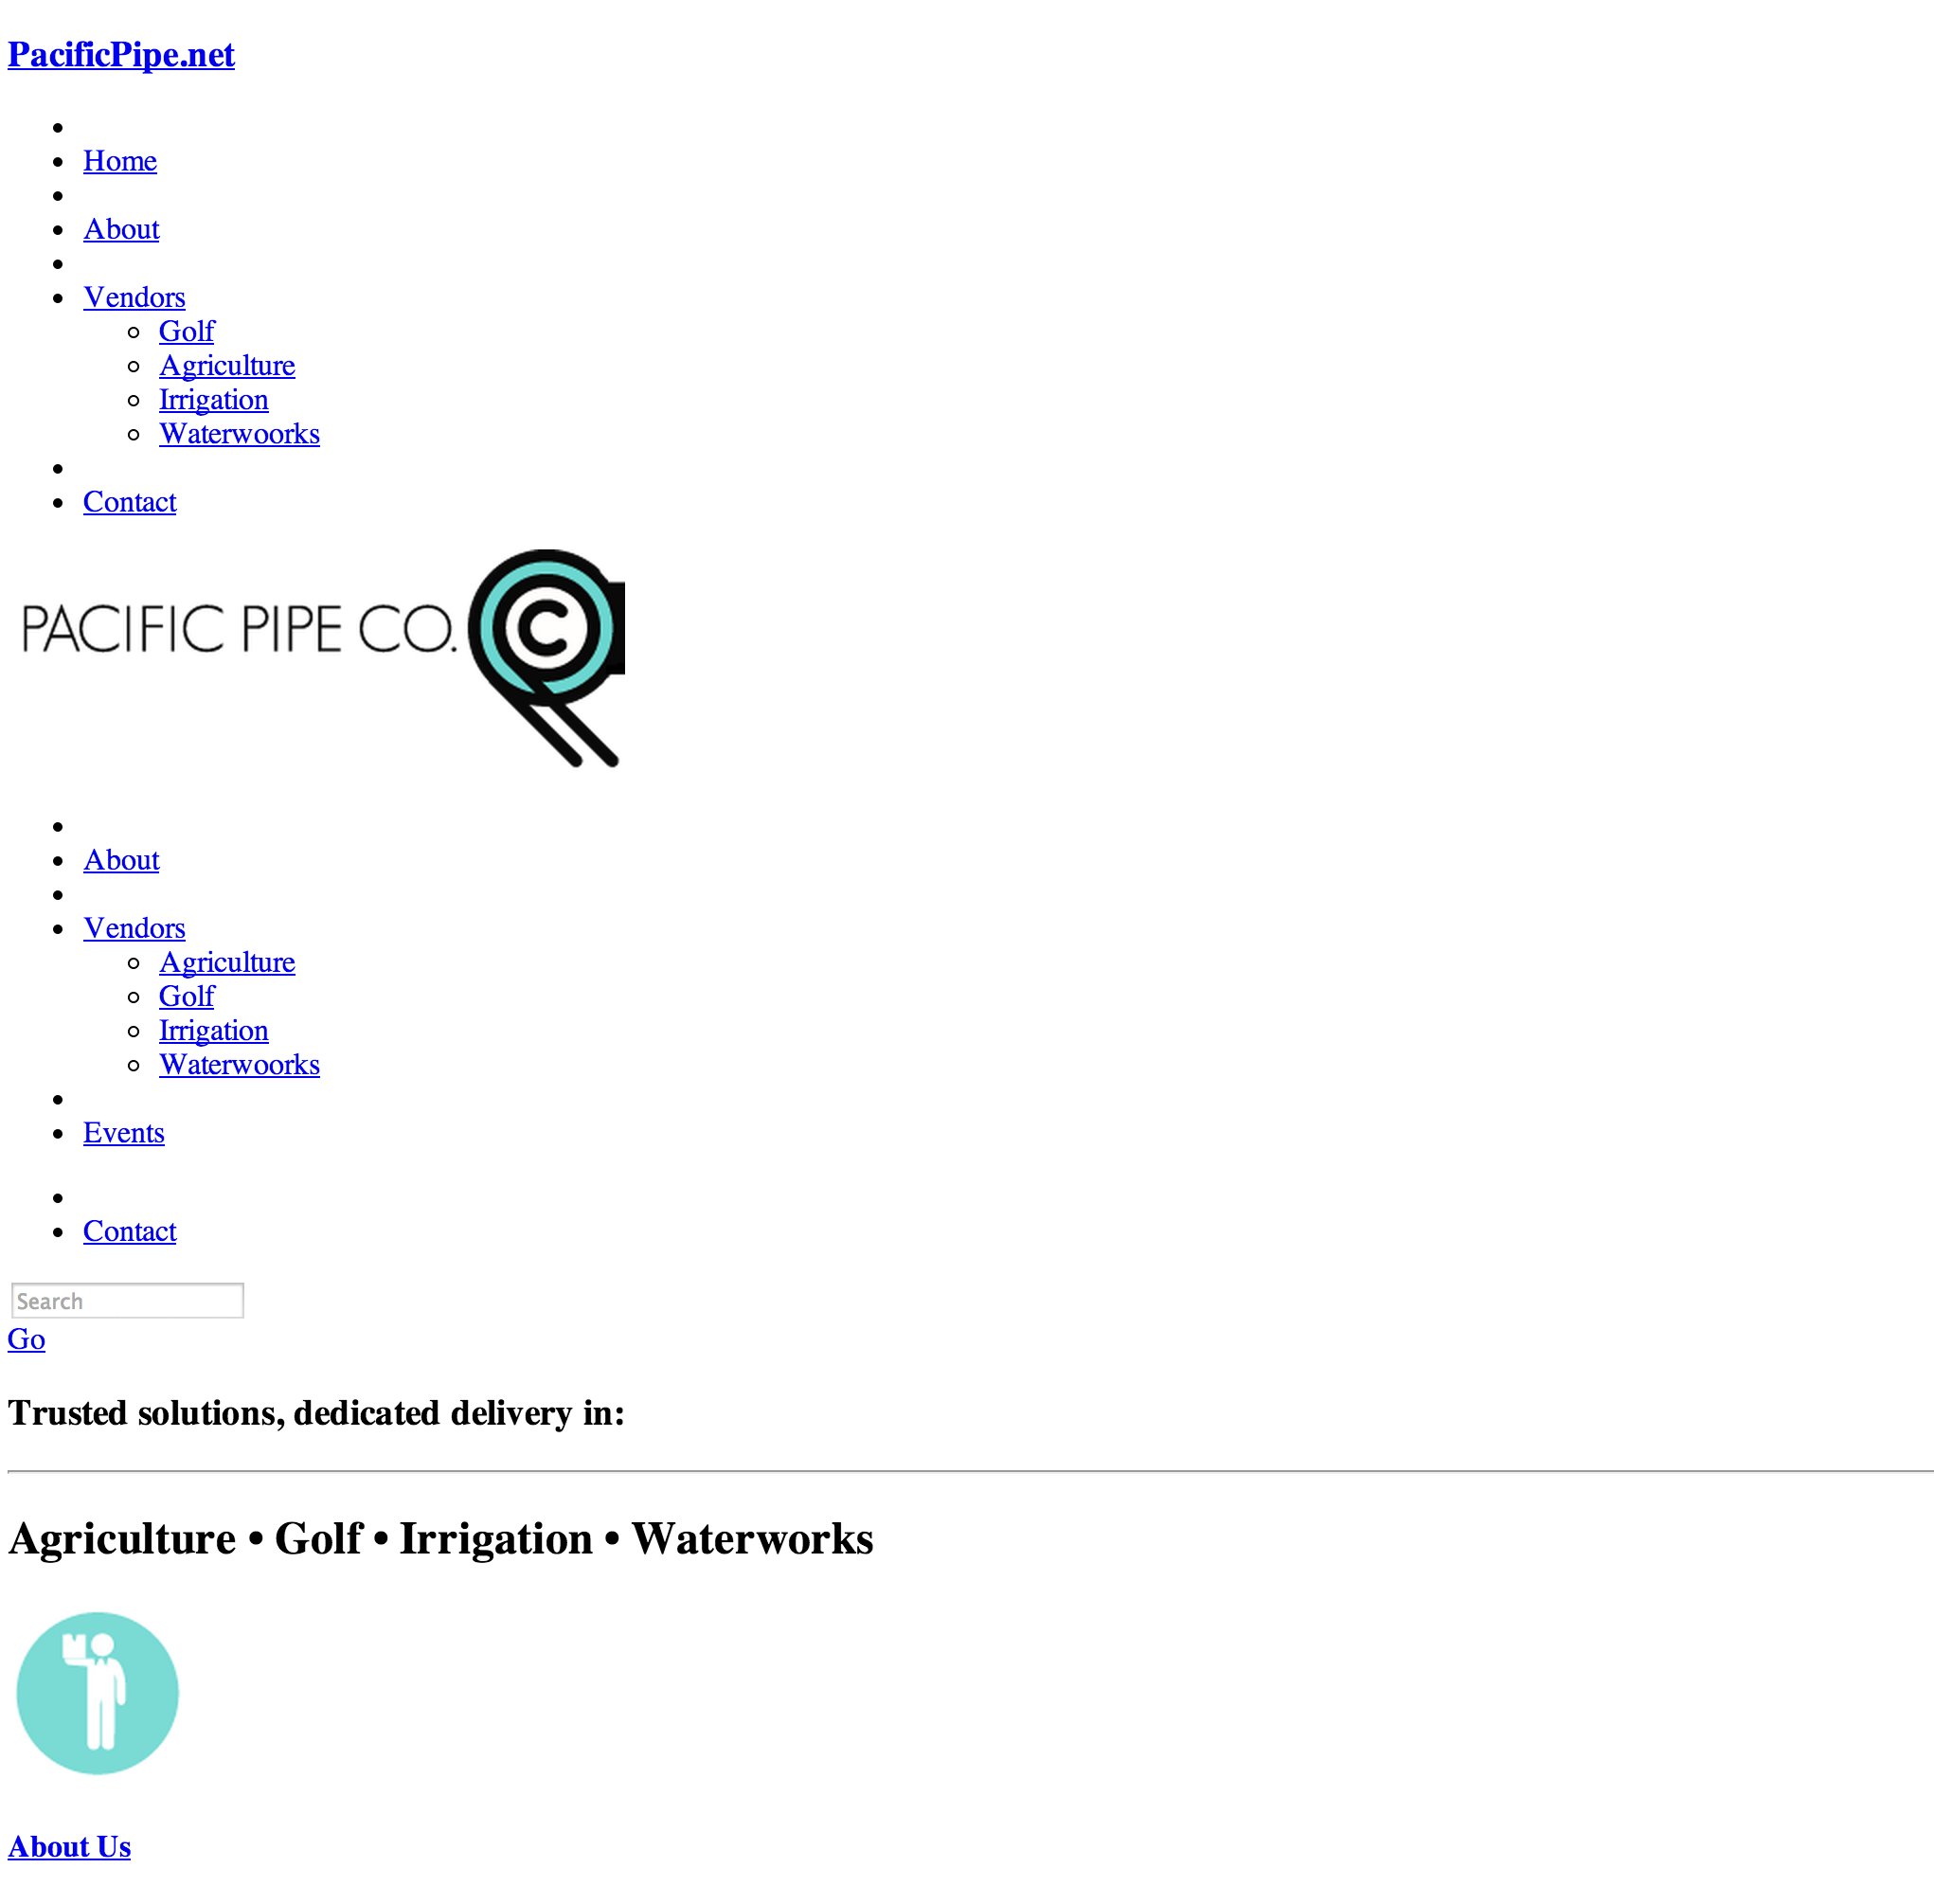 PacificPipe.net
Home
About
Vendors
Golf
Agriculture
Irrigation
Waterwoorks
Contact
PACIFIC PIPE CO. C
About
Vendors
Agriculture
Golf
Irrigation
Waterwoorks
Events
Contact
Search
Go
Trusted solutions, dedicated delivery in:
Agriculture • Golf • Irrigation • Waterworks
About Us